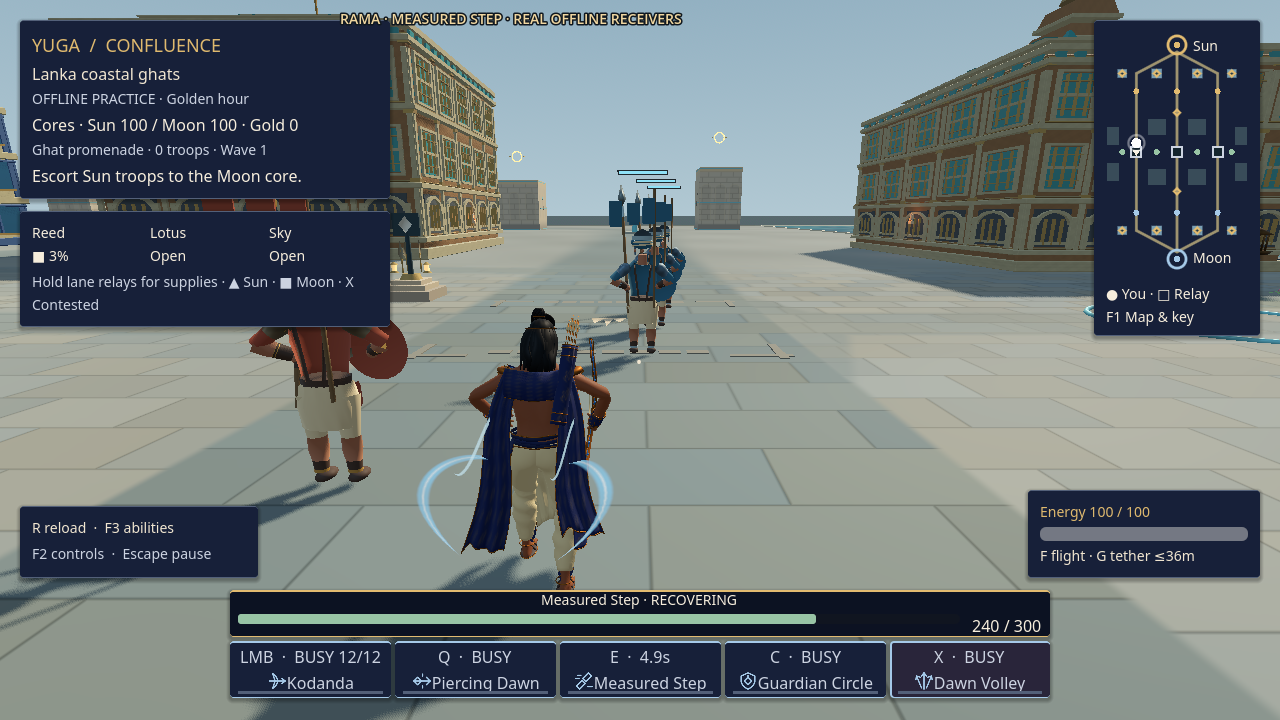 RAMA · MEASURED STEP · REAL OFFLINE RECEIVERS
YUGA / CONFLUENCE
Lanka coastal ghats
OFFLINE PRACTICE · Golden hour
Cores · Sun 100 / Moon 100 · Gold 0
Ghat promenade · 0 troops · Wave 1
Escort Sun troops to the Moon core.
Reed Lotus Sky
■ 3% Open Open
Hold lane relays for supplies · ▲ Sun · ■ Moon · X
Contested
Sun
Moon
● You · □ Relay
F1 Map & key
R reload · F3 abilities
F2 controls · Escape pause
Energy 100 / 100
F flight · G tether ≤36m
Measured Step · RECOVERING
240 / 300
LMB · BUSY 12/12
Kodanda
Q · BUSY
Piercing Dawn
E · 4.9s
Measured Step
C · BUSY
Guardian Circle
X · BUSY
Dawn Volley